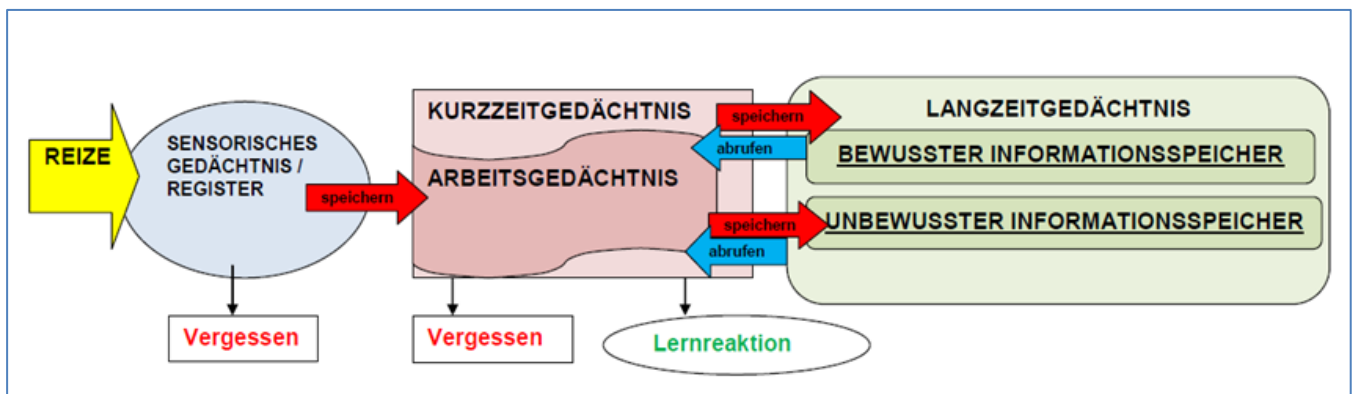 REIZE
SENSORISCHES
GEDÄCHTNIS /
REGISTER
speichern
Vergessen
KURZZEITGEDÄCHTNIS
ARBEITSGEDÄCHTNIS
Vergessen
Lernreaktion
speichern
abrufen
speichern
abrufen
LANGZEITGEDÄCHTNIS
BEWUSSTER INFORMATIONSSPEICHER
UNBEWUSSTER INFORMATIONSSPEICHER